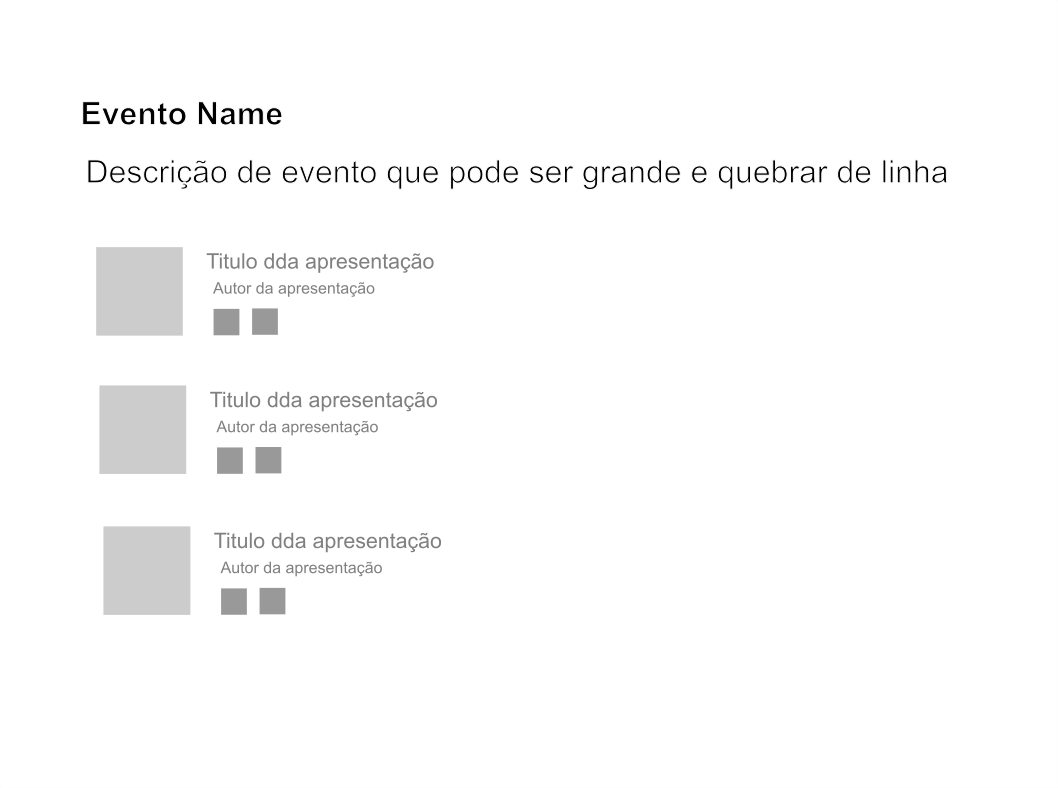 Evento Name
Descrição de evento que pode ser grande e quebrar de linha
Titulo dda apresentação
Autor da apresentação
Titulo dda apresentação
Autor da apresentação
Titulo dda apresentação
Autor da apresentação